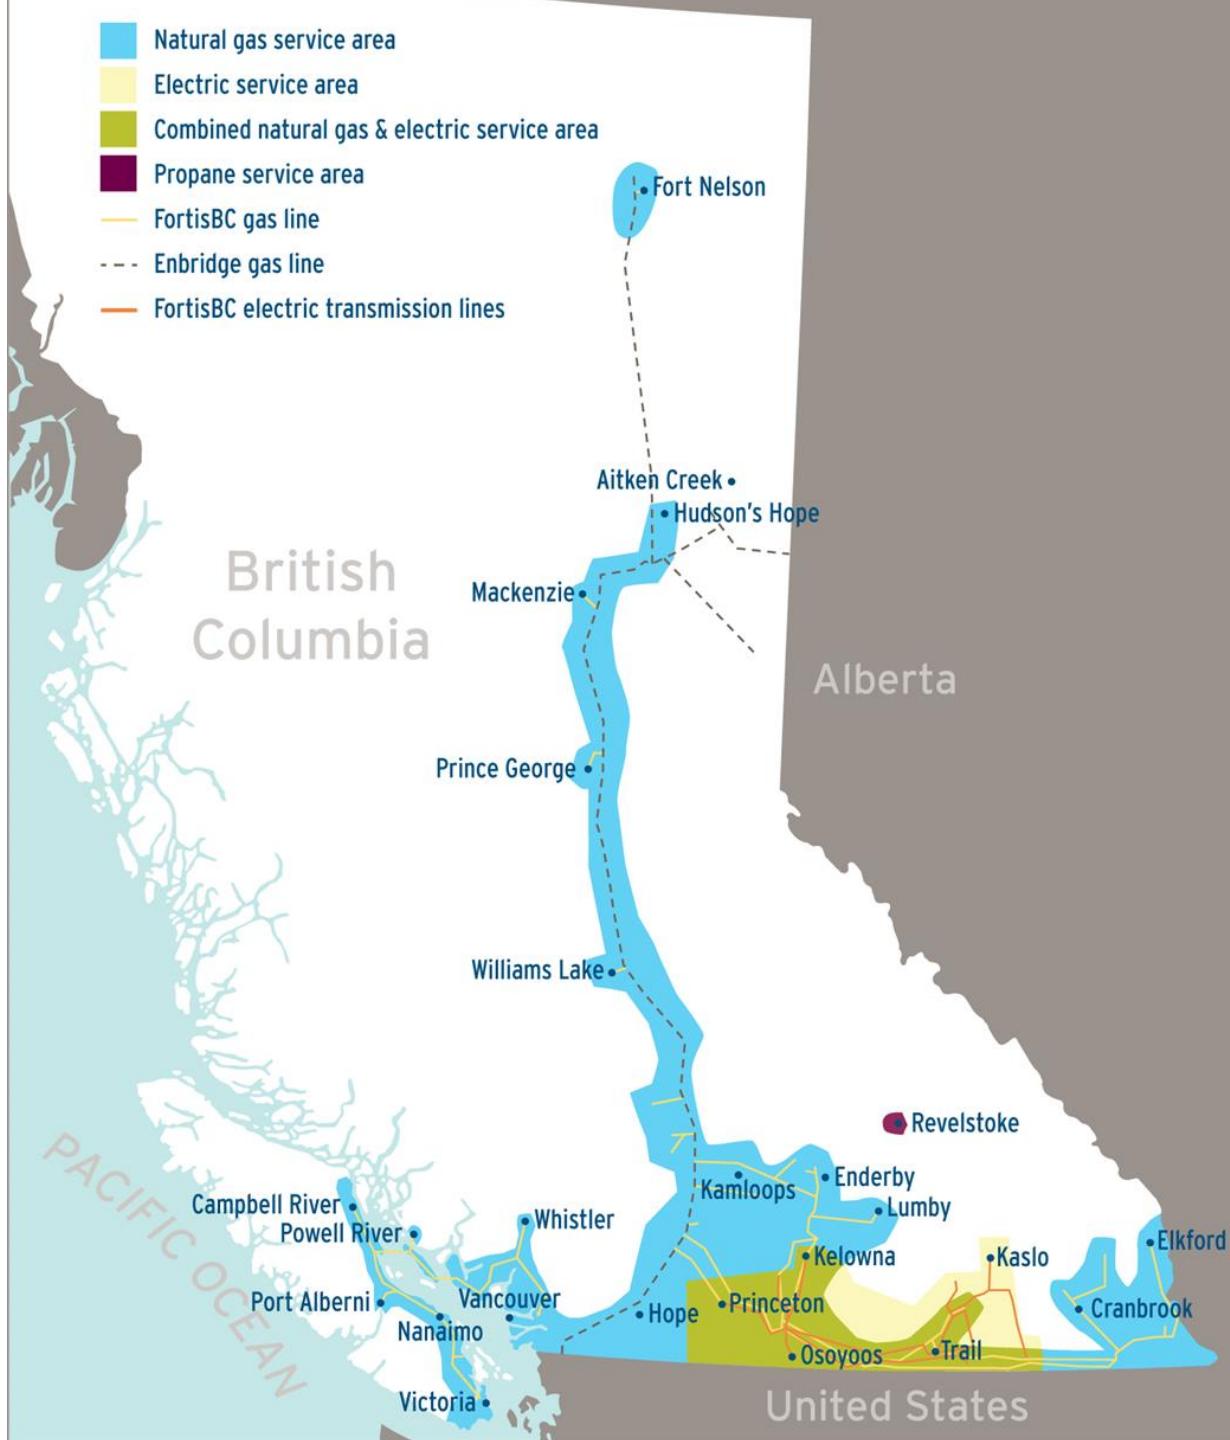 Natural gas service area
Electric service area
Combined natural gas & electric service area
Propane service area
FortisBC gas line
Enbridge gas line
FortisBC electric transmission lines
Fort Nelson
Aitken Creek
Hudson's Hope
British
Columbia
Mackenzie
Alberta
Prince George
Williams Lake
Revelstoke
PACIFIC OCEAN
Kamloops
Enderby
Campbell River
Lumby
Powell River
Whistler
Kelowna
Kaslo
Elkford
Port Alberni
Vancouver
Nanaimo
Hope
Princeton
Cranbrook
Osoyoos
Trail
Victoria
United States